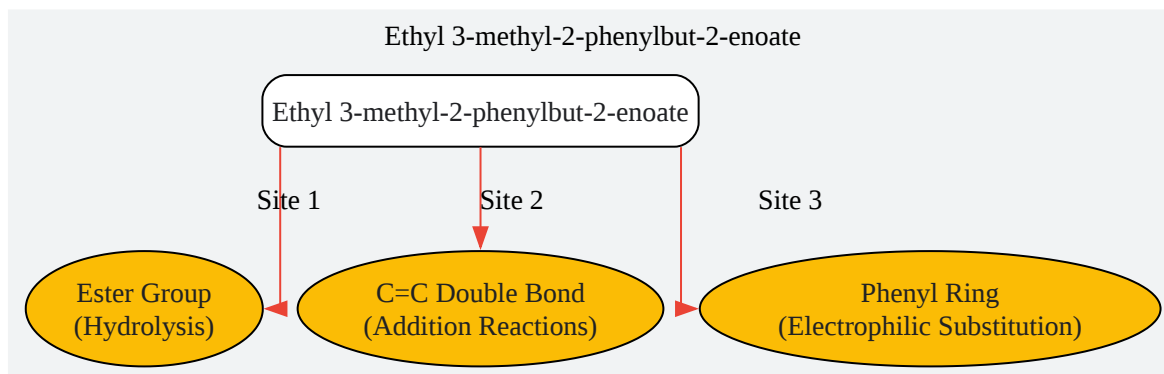 Ethyl 3-methyl-2-phenylbut-2-enoate
Ethyl 3-methyl-2-phenylbut-2-enoate
Site 1
Site 2
Site 3
Ester Group
(Hydrolysis)
C=C Double Bond
(Addition Reactions)
Phenyl Ring
(Electrophilic Substitution)